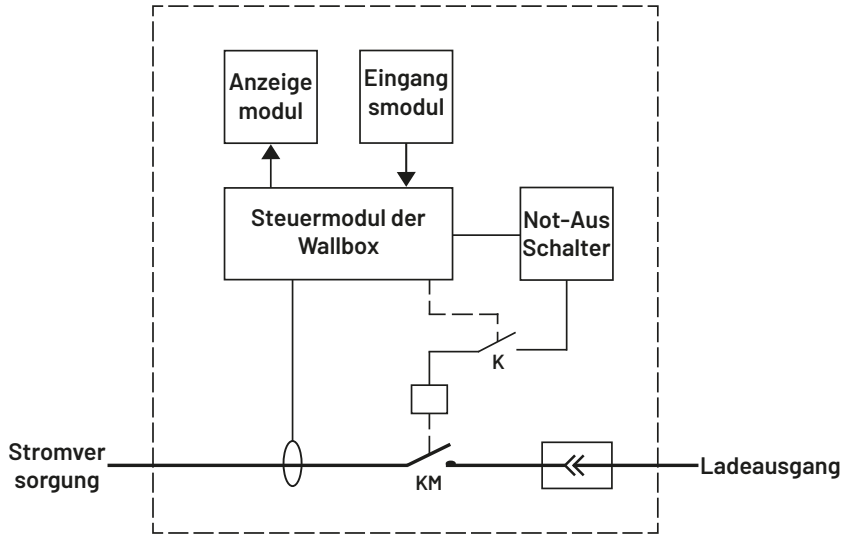 Anzeige
modul
Eingang
smodul
Steuermodul der
Wallbox
Not-Aus
Schalter
K
Stromver
sorgung
KM
Ladeausgang